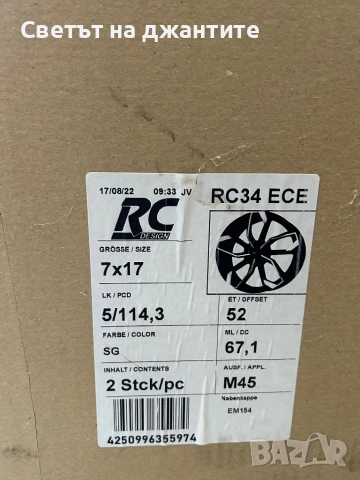 Светът на джантите
17/08/22 09:33 JV
RC
DESIGN
RC34 ECE
GRÖSSE / SIZE
7x17
LK / PCD
5/114,3
ET / OFFSET
52
FARBE / COLOR
SG
ML / DC
67,1
INHALT / CONTENTS
2 Stck/pc
AUSF. / APPL.
M45
Nabenkappe
EM154
4250996355974
BAZAR